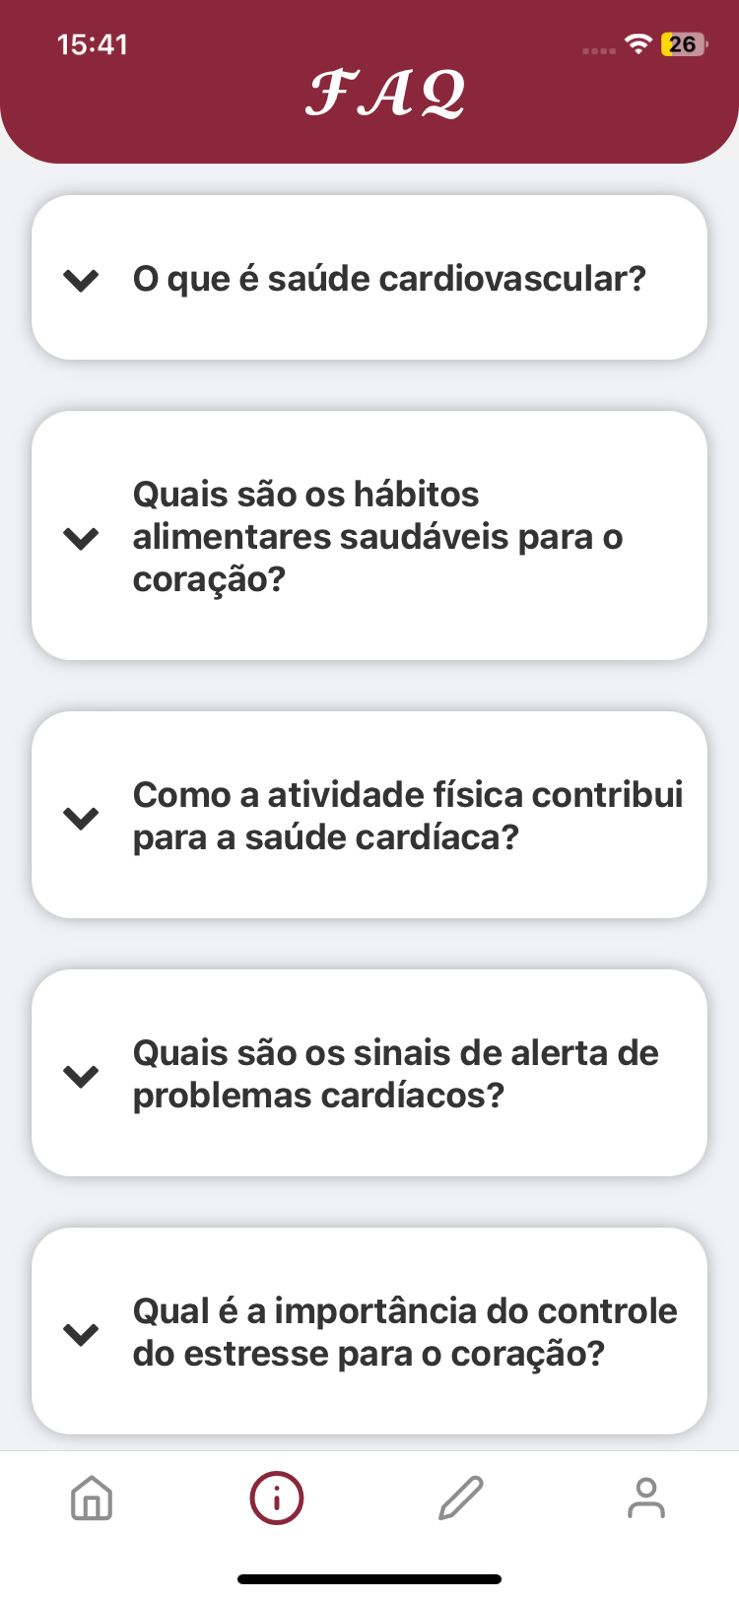 15:41
26
FAQ
O que é saúde cardiovascular?
Quais são os hábitos
alimentares saudáveis para o
coração?
Como a atividade física contribui
para a saúde cardíaca?
Quais são os sinais de alerta de
problemas cardíacos?
Qual é a importância do controle
do estresse para o coração?